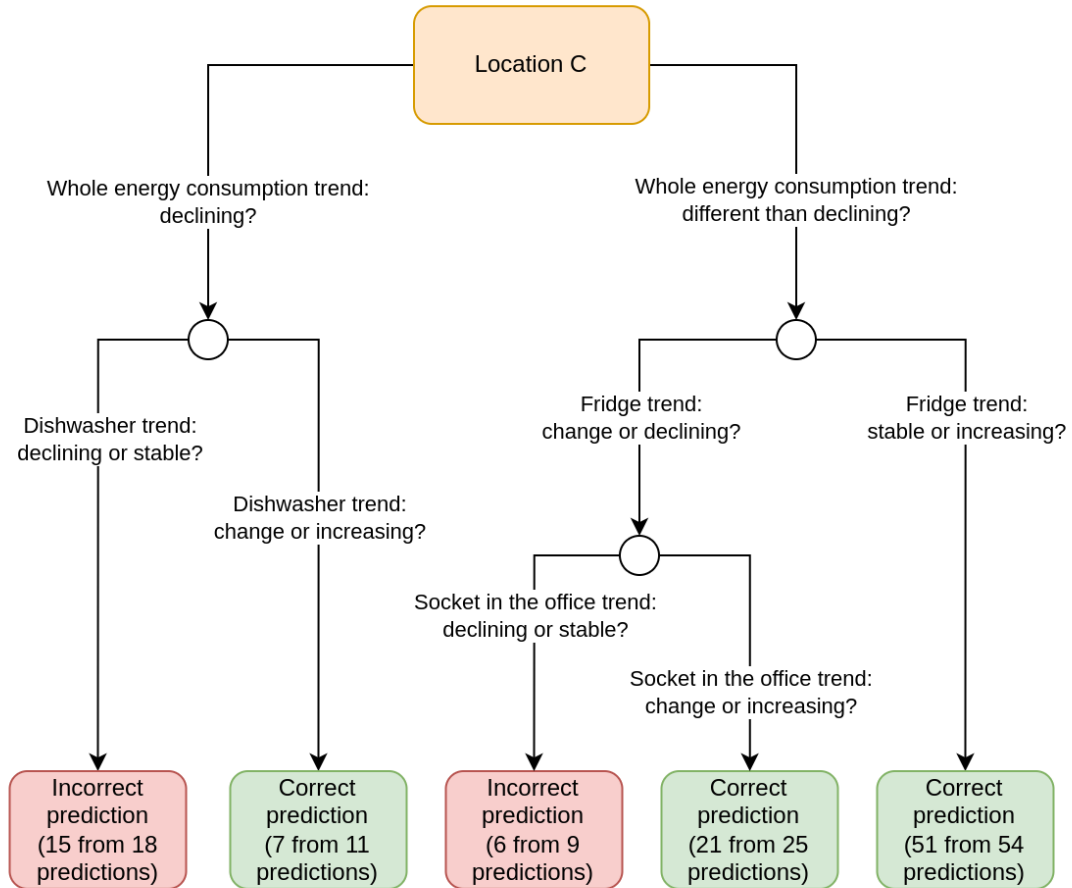 Location C
Whole energy consumption trend:
declining?
Whole energy consumption trend:
different than declining?
Dishwasher trend:
declining or stable?
Dishwasher trend:
change or increasing?
Fridge trend:
change or declining?
Fridge trend:
stable or increasing?
Socket in the office trend:
declining or stable?
Socket in the office trend:
change or increasing?
Incorrect
prediction
(15 from 18
predictions)
Correct
prediction
(7 from 11
predictions)
Incorrect
prediction
(6 from 9
predictions)
Correct
prediction
(21 from 25
predictions)
Correct
prediction
(51 from 54
predictions)